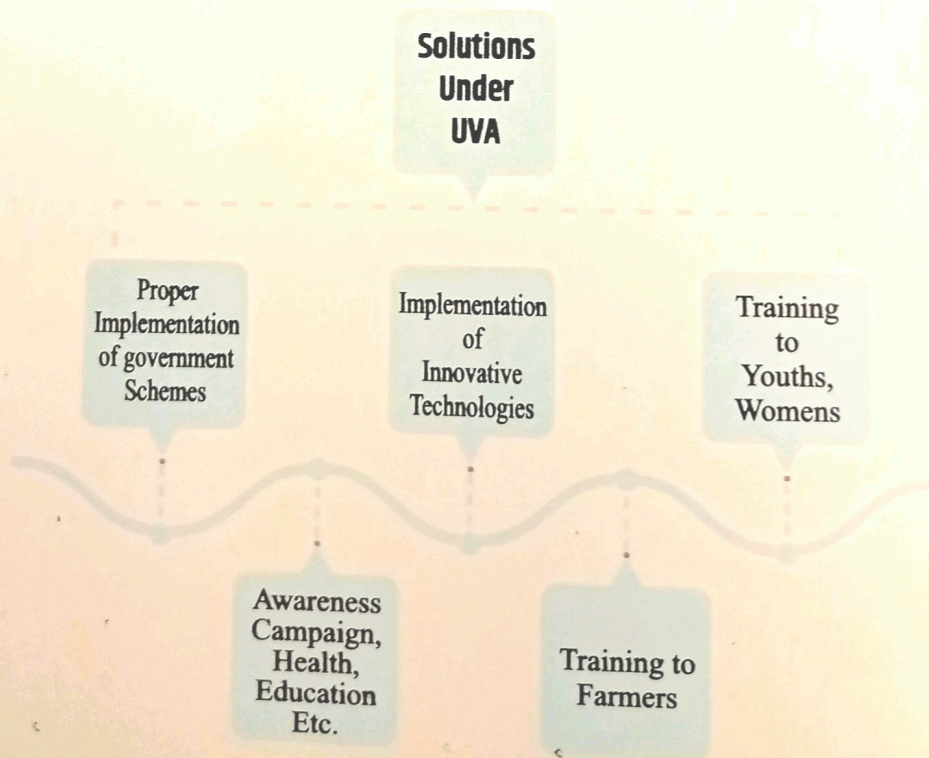 Solutions
Under
UVA
Proper
Implementation
of government
Schemes
Implementation
of
Innovative
Technologies
Training
to
Youths,
Womens
Awareness
Campaign,
Health,
Education
Etc.
Training to
Farmers